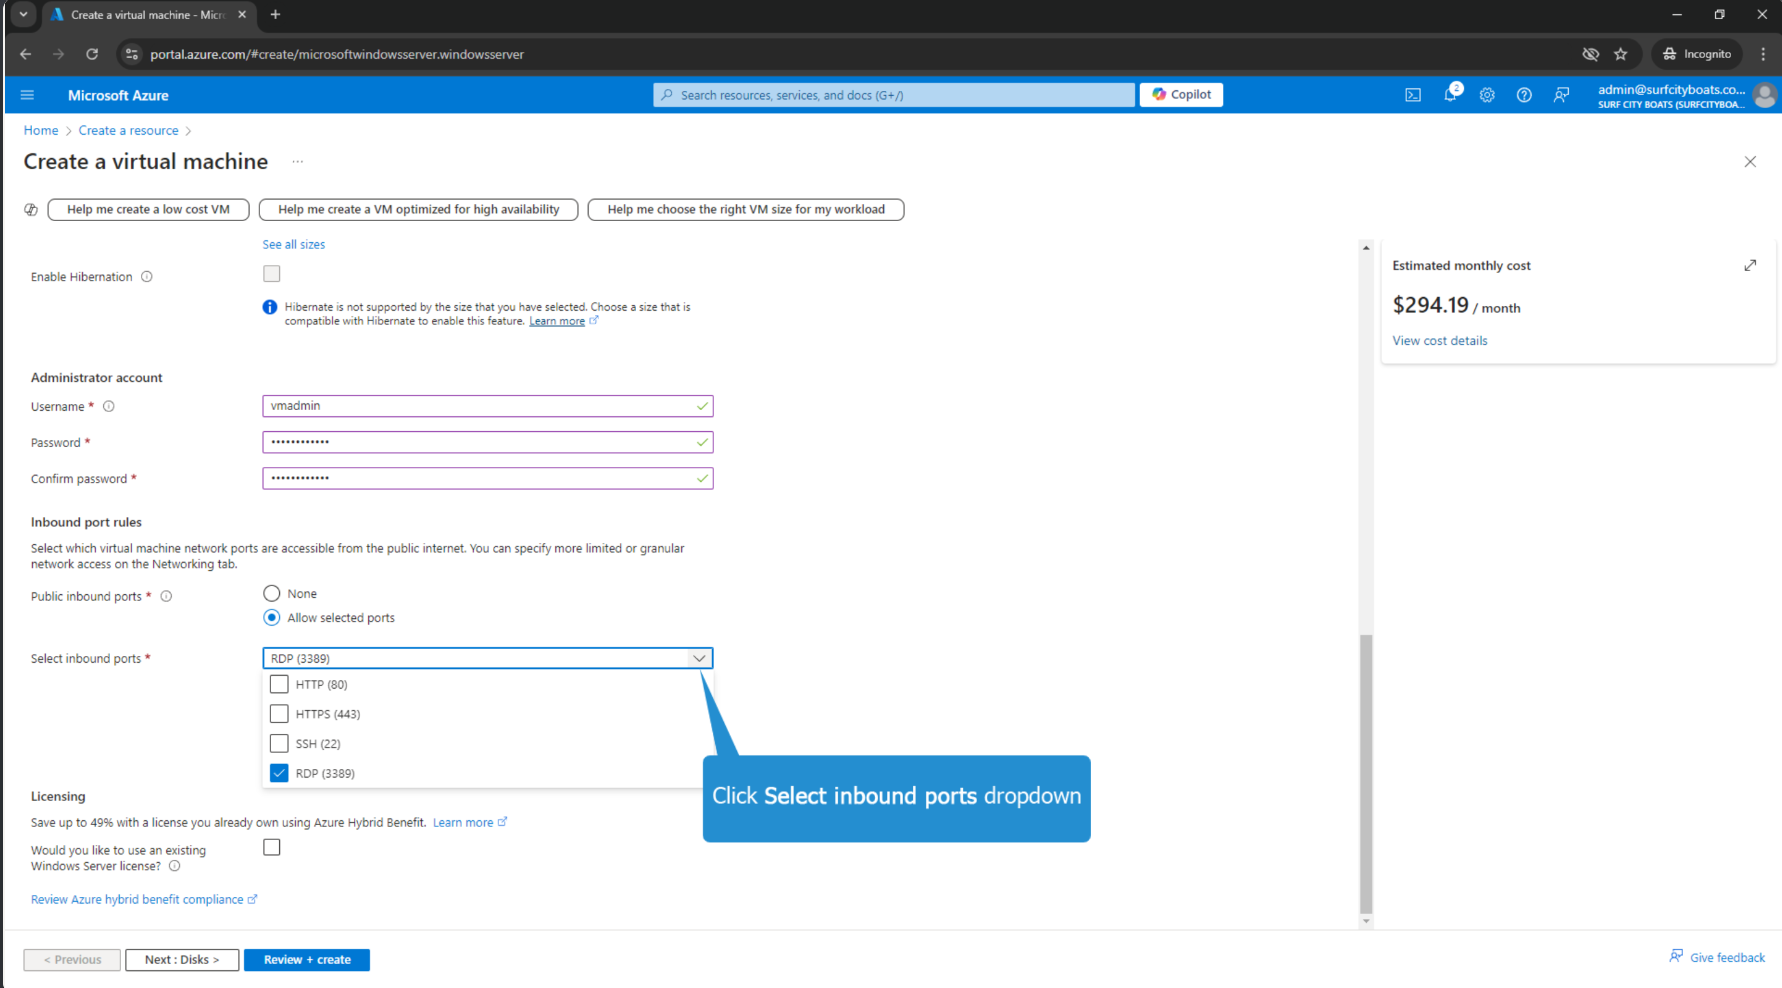 Create a virtual machine - Micr
portal.azure.com/#create/microsoftwindowsserver.windowsserver
Incognito
Microsoft Azure
Search resources, services, and docs (G+/)
Copilot
2
admin@surfcityboats.co...
SURF CITY BOATS (SURFCITYBOA...
Home > Create a resource >
Create a virtual machine ...
Help me create a low cost VM
Help me create a VM optimized for high availability
Help me choose the right VM size for my workload
See all sizes
Enable Hibernation
Hibernate is not supported by the size that you have selected. Choose a size that is
compatible with Hibernate to enable this feature. Learn more
Estimated monthly cost
$294.19 / month
View cost details
Administrator account
Username *
vmadmin
Password *
••••••••••••
Confirm password *
••••••••••••
Inbound port rules
Select which virtual machine network ports are accessible from the public internet. You can specify more limited or granular
network access on the Networking tab.
Public inbound ports *
None
Allow selected ports
Select inbound ports *
RDP (3389)
HTTP (80)
HTTPS (443)
SSH (22)
RDP (3389)
Click Select inbound ports dropdown
Licensing
Save up to 49% with a license you already own using Azure Hybrid Benefit. Learn more
Would you like to use an existing
Windows Server license?
Review Azure hybrid benefit compliance
< Previous
Next : Disks >
Review + create
Give feedback